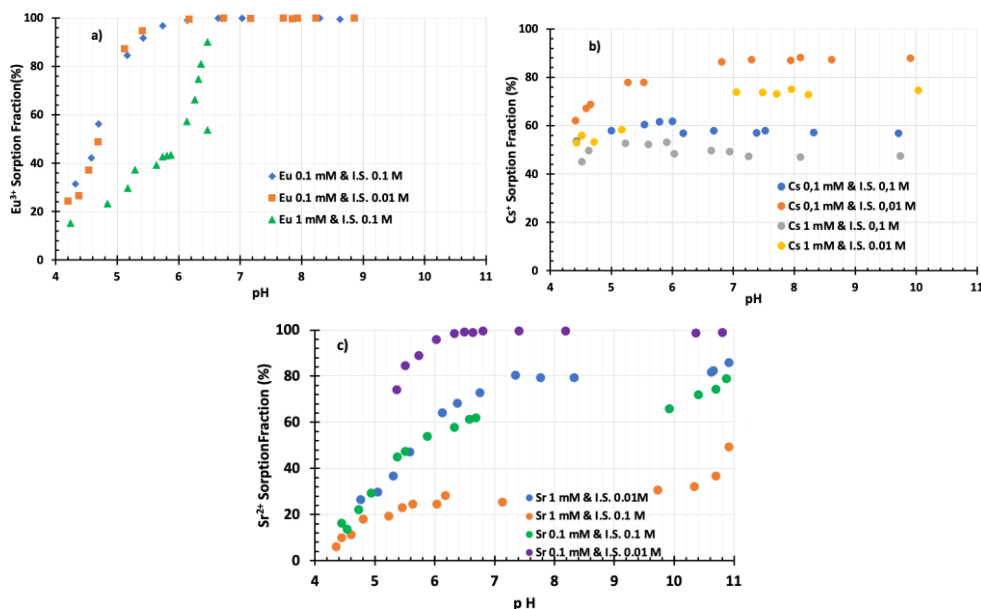 a)
Eu³⁺ Sorption Fraction(%)
100
80
60
40
20
0
4 5 6 7 8 9 10 11
pH
Eu 0.1 mM & I.S. 0.1 M
Eu 0.1 mM & I.S. 0.01 M
Eu 1 mM & I.S. 0.1 M
b)
Cs⁺ Sorption Fraction (%)
100
80
60
40
20
0
4 5 6 7 8 9 10 11
pH
Cs 0,1 mM & I.S. 0,1 M
Cs 0,1 mM & I.S. 0,01 M
Cs 1 mM & I.S. 0,1 M
Cs 1 mM & I.S. 0.01 M
c)
Sr²⁺ SorptionFraction (%)
100
80
60
40
20
0
4 5 6 7 8 9 10 11
p H
Sr 1 mM & I.S. 0.01M
Sr 1 mM & I.S. 0.1 M
Sr 0.1 mM & I.S. 0.1 M
Sr 0.1 mM & I.S. 0.01 M